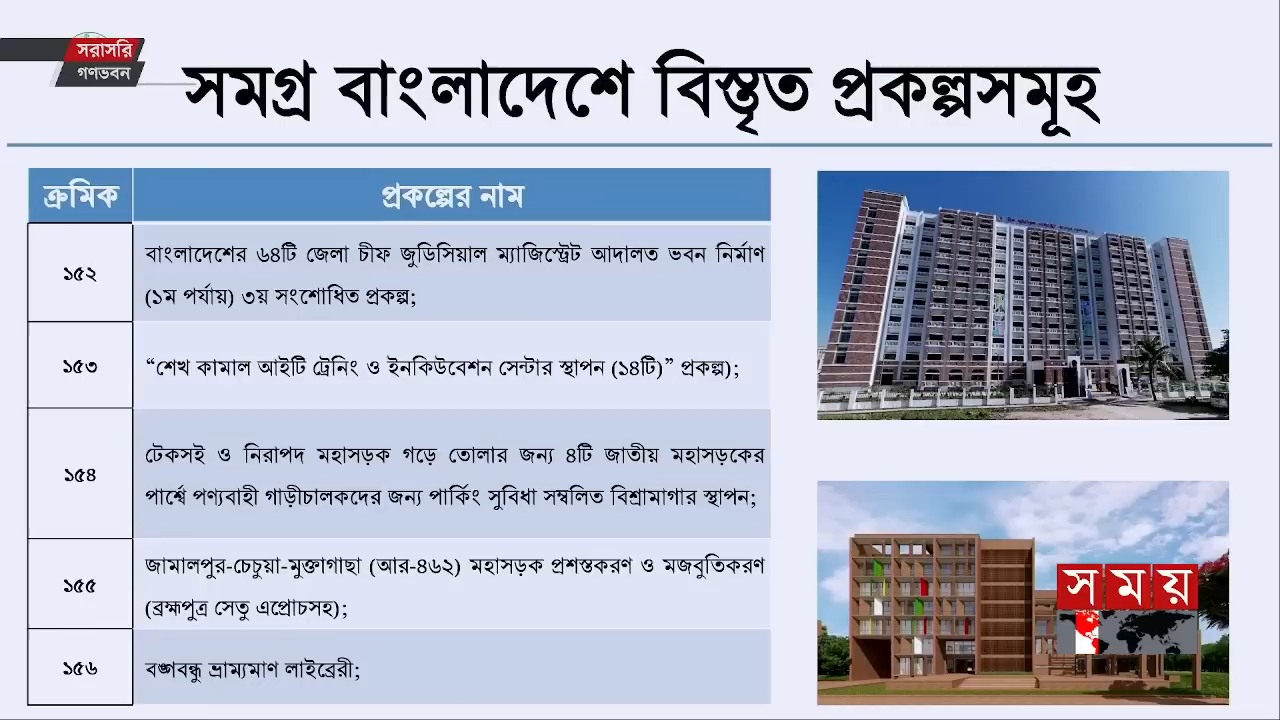 সরাসরি
গণভবন
সমগ্র বাংলাদেশে বিস্তৃত প্রকল্পসমূহ
ক্রমিক প্রকল্পের নাম
১৫২ বাংলাদেশের ৬৪টি জেলা চীফ জুডিসিয়াল ম্যাজিস্ট্রেট আদালত ভবন নির্মাণ
(১ম পর্যায়) ৩য় সংশোধিত প্রকল্প;
১৫৩ “শেখ কামাল আইটি ট্রেনিং ও ইনকিউবেশন সেন্টার স্থাপন (১৪টি)” প্রকল্প);
১৫৪ টেকসই ও নিরাপদ মহাসড়ক গড়ে তোলার জন্য ৪টি জাতীয় মহাসড়কের
পার্শ্বে পণ্যবাহী গাড়ীচালকদের জন্য পার্কিং সুবিধা সম্বলিত বিশ্রামাগার স্থাপন;
১৫৫ জামালপুর-চেচুয়া-মুক্তাগাছা (আর-৪৬২) মহাসড়ক প্রশস্তকরণ ও মজবুতিকরণ
(ব্রহ্মপুত্র সেতু এপ্রোচসহ);
১৫৬ বঙ্গবন্ধু ভ্রাম্যমাণ লাইব্রেরী;
সময়